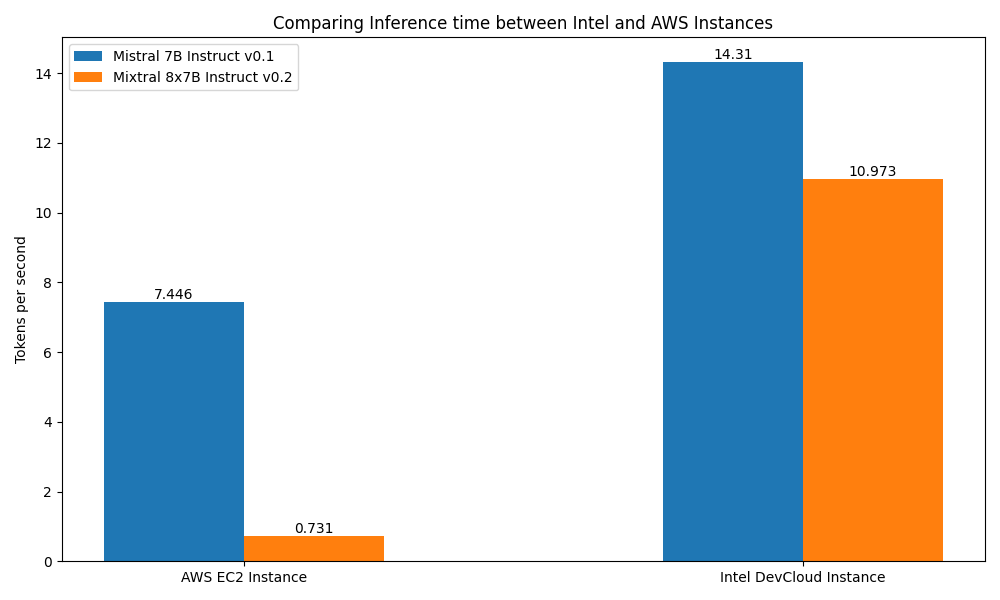 Comparing Inference time between Intel and AWS Instances
Mistral 7B Instruct v0.1
Mixtral 8x7B Instruct v0.2
Tokens per second
14
12
10
8
6
4
2
0
7.446
0.731
14.31
10.973
AWS EC2 Instance
Intel DevCloud Instance